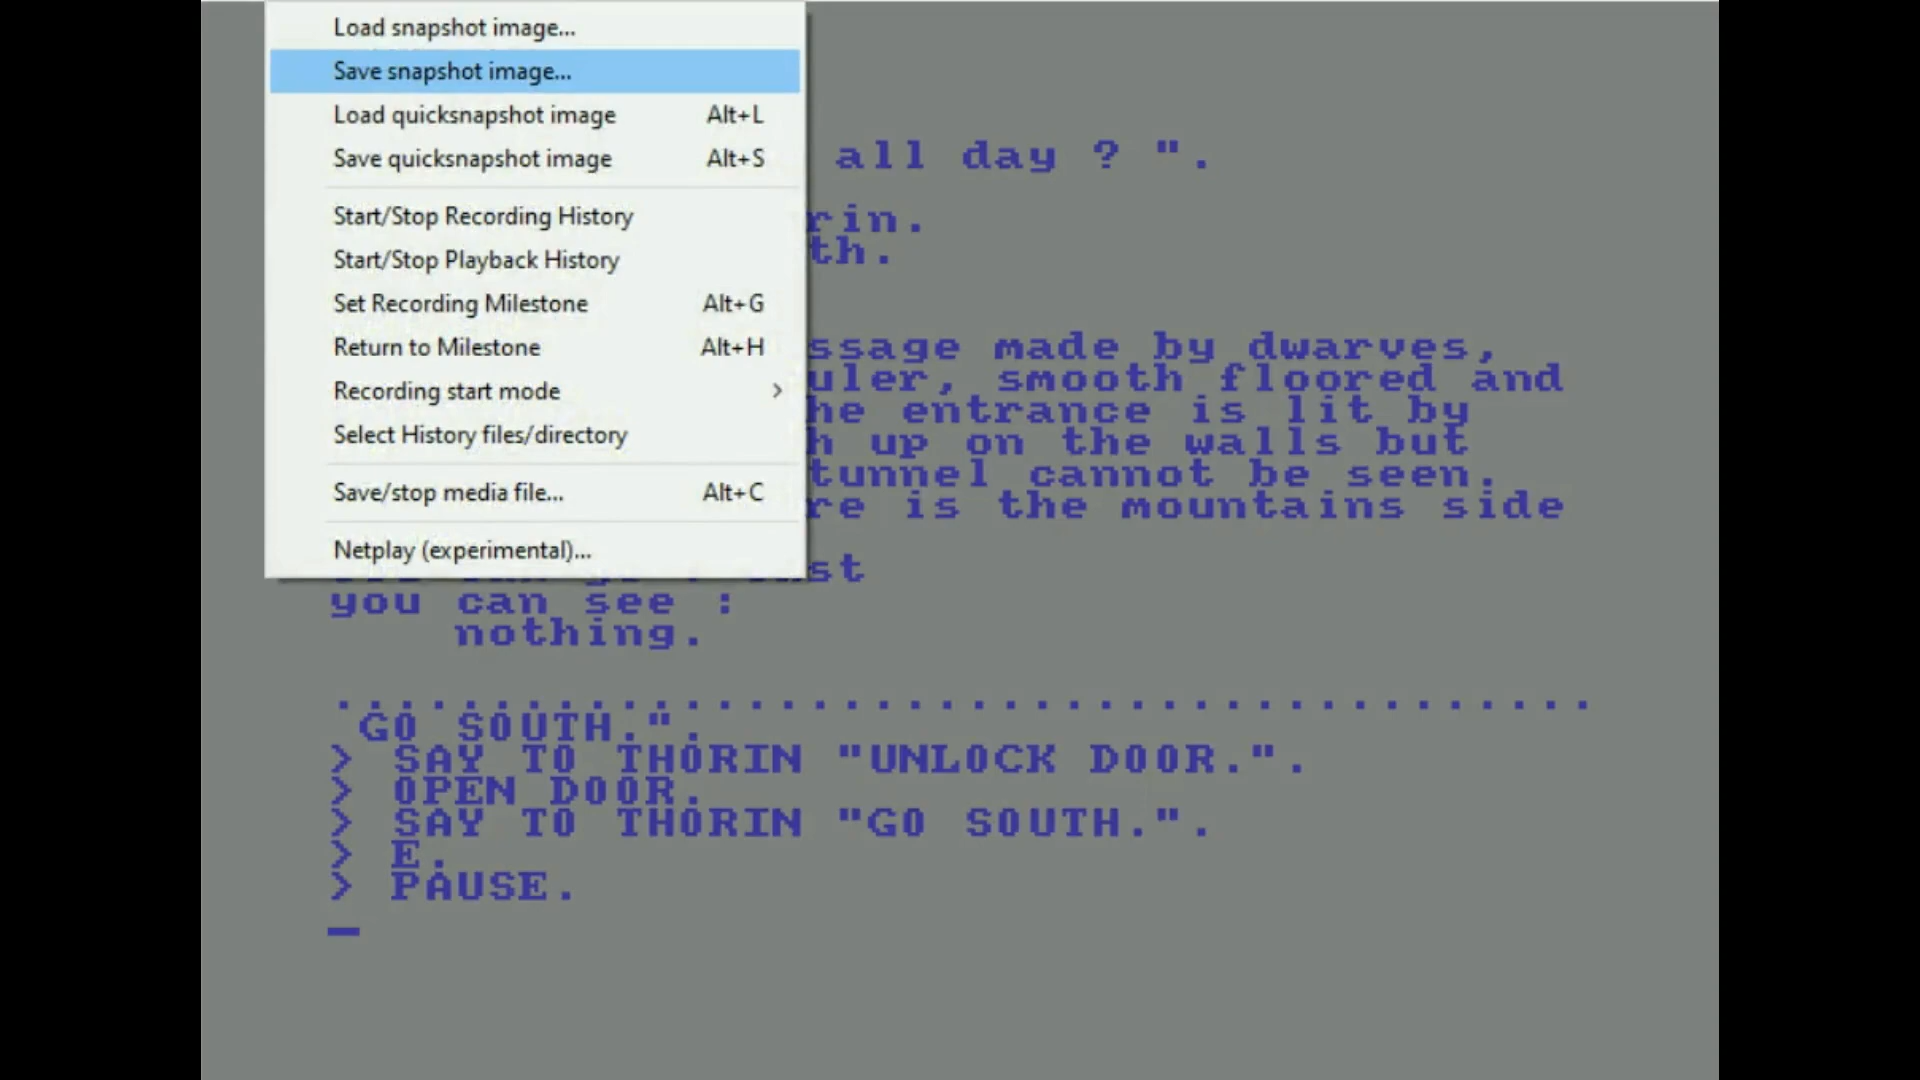 Load snapshot image...
Save snapshot image...
Load quicksnapshot image Alt+L
Save quicksnapshot image Alt+S
Start/Stop Recording History
Start/Stop Playback History
Set Recording Milestone Alt+G
Return to Milestone Alt+H
Recording start mode >
Select History files/directory
Save/stop media file... Alt+C
Netplay (experimental)...
all day ? ".
rin.
th.
ssage made by dwarves,
uler, smooth floored and
he entrance is lit by
h up on the walls but
tunnel cannot be seen.
re is the mountains side
st
you can see :
nothing.
........................................
GO SOUTH.".
> SAY TO THORIN "UNLOCK DOOR.".
> OPEN DOOR.
> SAY TO THORIN "GO SOUTH.".
> E.
> PAUSE.